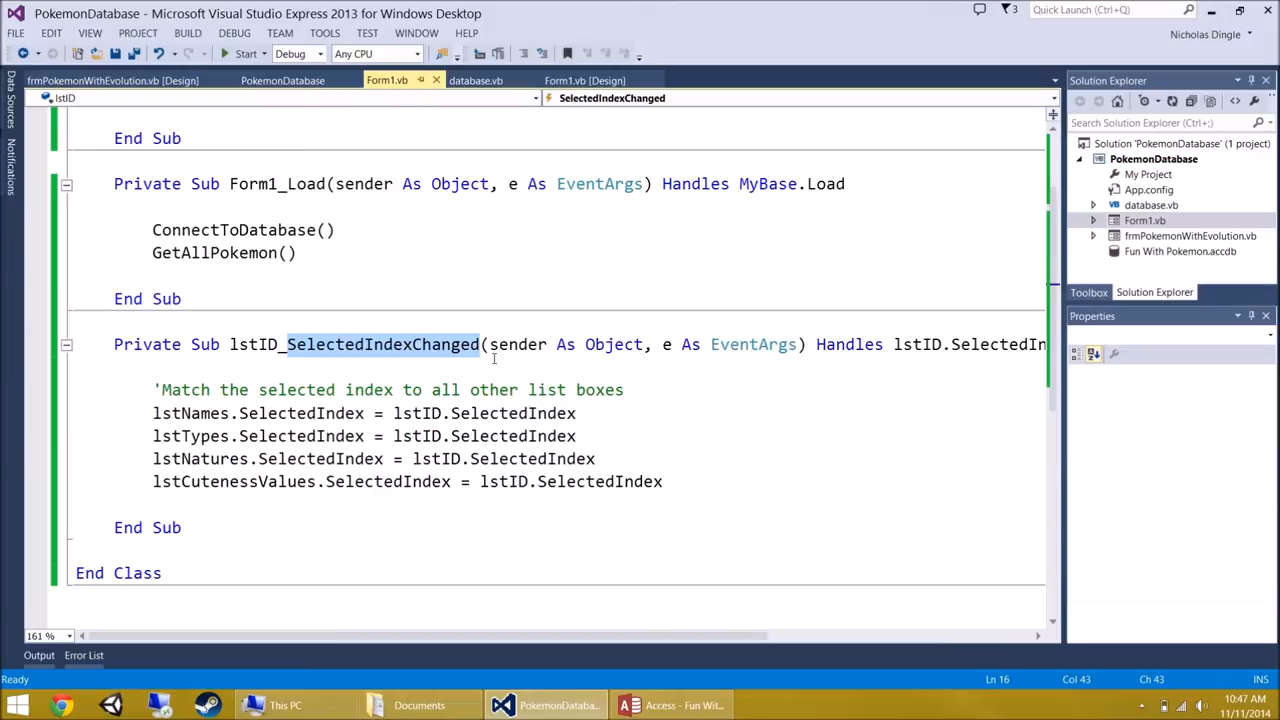 PokemonDatabase - Microsoft Visual Studio Express 2013 for Windows Desktop
3
Quick Launch (Ctrl+Q)
FILE EDIT VIEW PROJECT BUILD DEBUG TEAM TOOLS TEST WINDOW HELP
Nicholas Dingle
Start Debug Any CPU
frmPokemonWithEvolution.vb [Design] PokemonDatabase Form1.vb database.vb Form1.vb [Design]
lstID SelectedIndexChanged
Data Sources
Notifications
End Sub
Private Sub Form1_Load(sender As Object, e As EventArgs) Handles MyBase.Load
ConnectToDatabase()
GetAllPokemon()
End Sub
Private Sub lstID_SelectedIndexChanged(sender As Object, e As EventArgs) Handles lstID.SelectedIn
'Match the selected index to all other list boxes
lstNames.SelectedIndex = lstID.SelectedIndex
lstTypes.SelectedIndex = lstID.SelectedIndex
lstNatures.SelectedIndex = lstID.SelectedIndex
lstCutenessValues.SelectedIndex = lstID.SelectedIndex
End Sub
End Class
161 %
Solution Explorer
Search Solution Explorer (Ctrl+;)
Solution 'PokemonDatabase' (1 project)
PokemonDatabase
My Project
App.config
database.vb
Form1.vb
frmPokemonWithEvolution.vb
Fun With Pokemon.accdb
Toolbox Solution Explorer
Properties
Output Error List
Ready Ln 16 Col 43 Ch 43 INS
This PC Documents PokemonDataba... Access - Fun Wit...
10:47 AM
11/11/2014